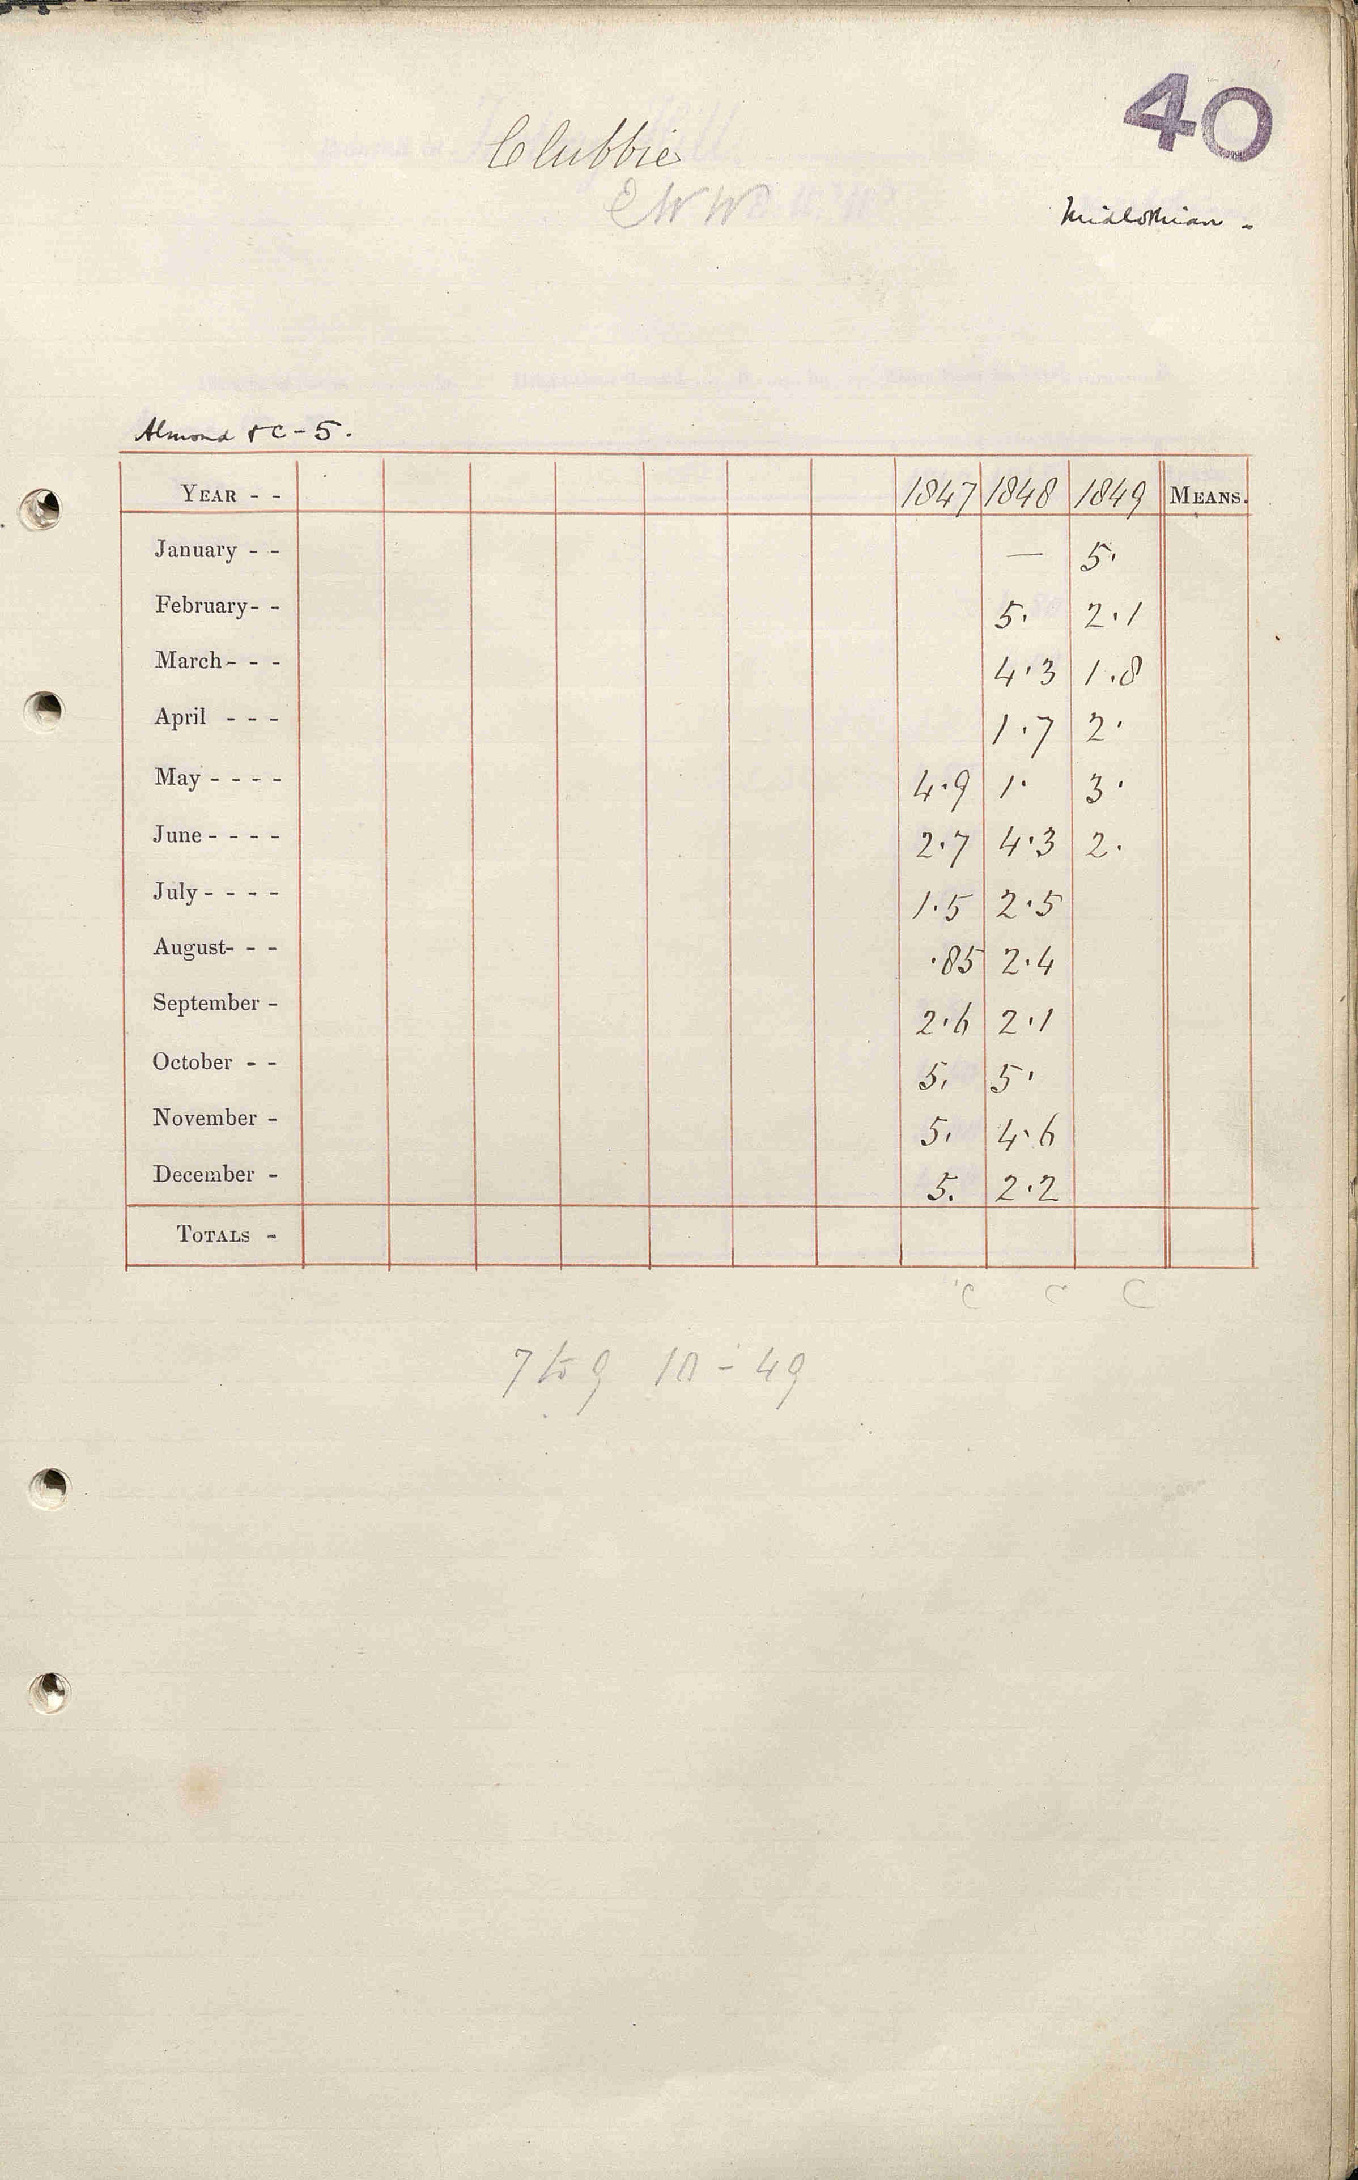 40
Clubbie
EWW
Midlothian -
Almond & C - 5.
YEAR - - 1847 1848 1849 MEANS.
January - - — 5.
February- - 5. 2.1
March- - - 4.3 1.8
April - - - 1.7 2.
May - - - - 4.9 1. 3.
June - - - - 2.7 4.3 2.
July - - - - 1.5 2.5
August- - - .85 2.4
September - 2.6 2.1
October - - 5. 5.
November - 5. 4.6
December - 5. 2.2
TOTALS -
C C C
7 to 9 - 49